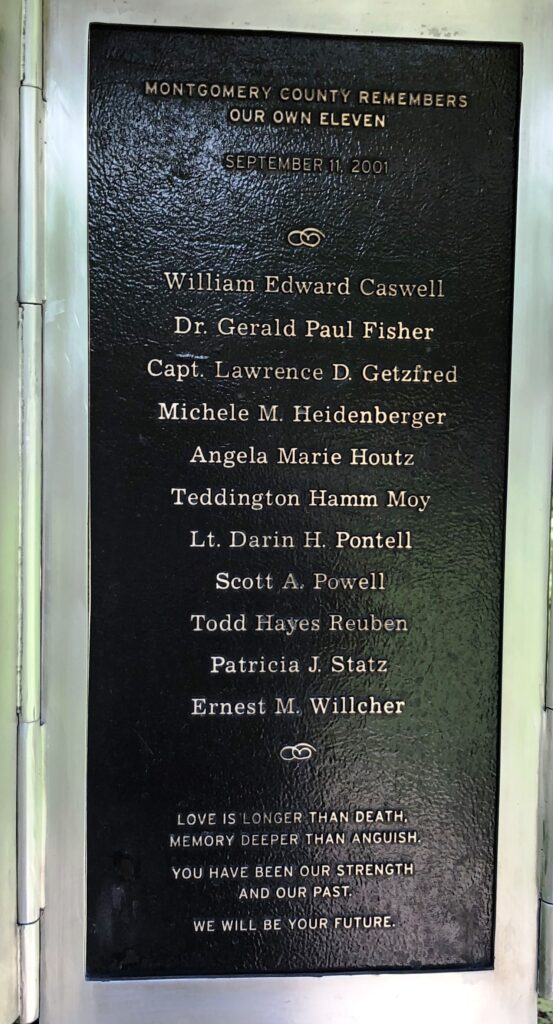 MONTGOMERY COUNTY REMEMBERS
OUR OWN ELEVEN
SEPTEMBER 11, 2001
William Edward Caswell
Dr. Gerald Paul Fisher
Capt. Lawrence D. Getzfred
Michele M. Heidenberger
Angela Marie Houtz
Teddington Hamm Moy
Lt. Darin H. Pontell
Scott A. Powell
Todd Hayes Reuben
Patricia J. Statz
Ernest M. Willcher
LOVE IS LONGER THAN DEATH,
MEMORY DEEPER THAN ANGUISH.
YOU HAVE BEEN OUR STRENGTH
AND OUR PAST.
WE WILL BE YOUR FUTURE.